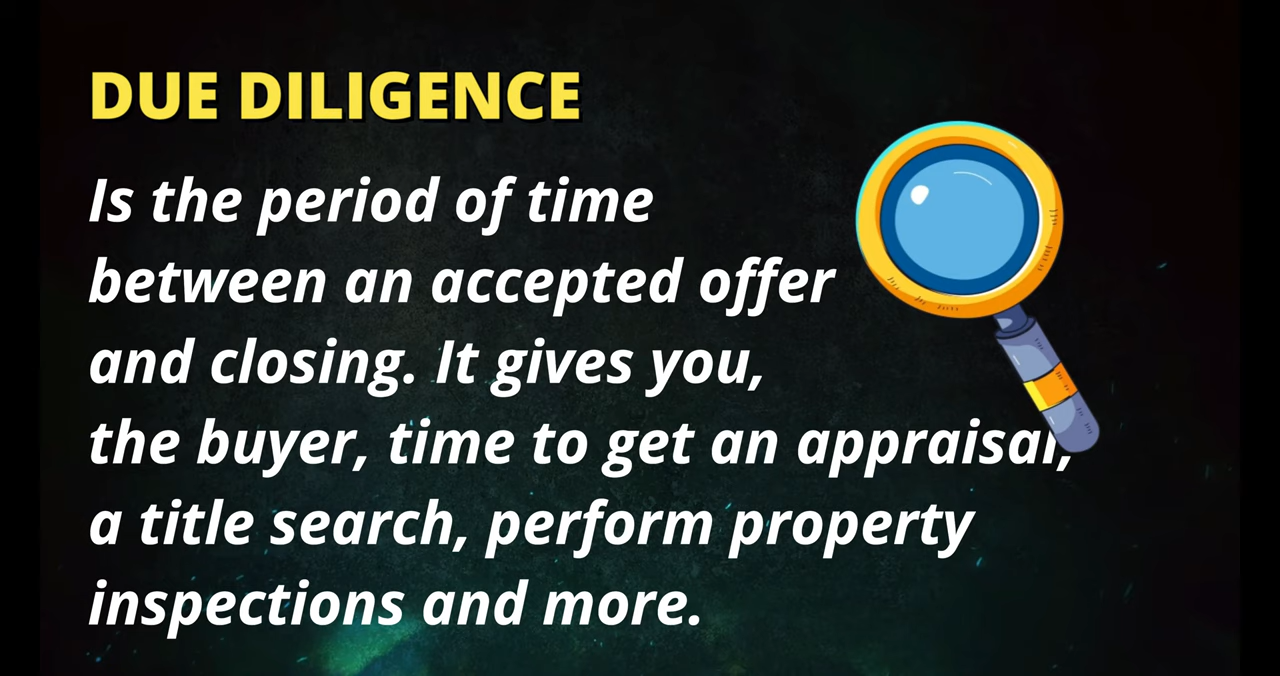 DUE DILIGENCE
Is the period of time
between an accepted offer
and closing. It gives you,
the buyer, time to get an appraisal,
a title search, perform property
inspections and more.